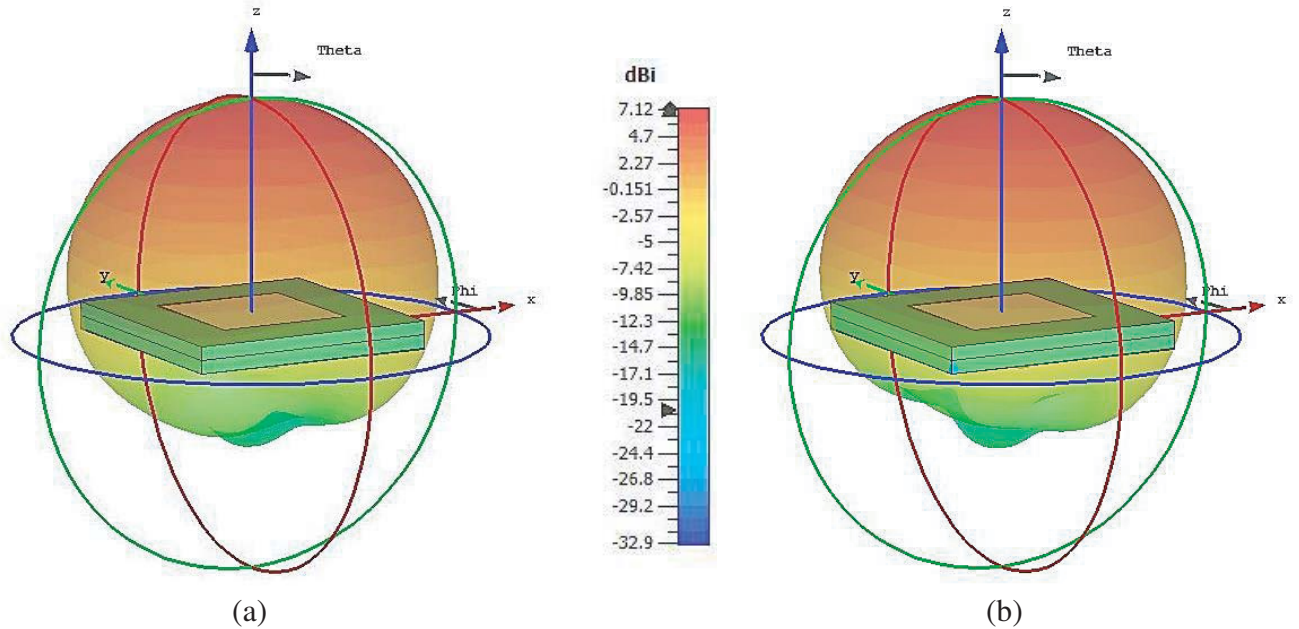 z
Theta
y
Phi
x
(a)
dBi
7.12
4.7
2.27
-0.151
-2.57
-5
-7.42
-9.85
-12.3
-14.7
-17.1
-19.5
-22
-24.4
-26.8
-29.2
-32.9
z
Theta
y
Phi
x
(b)